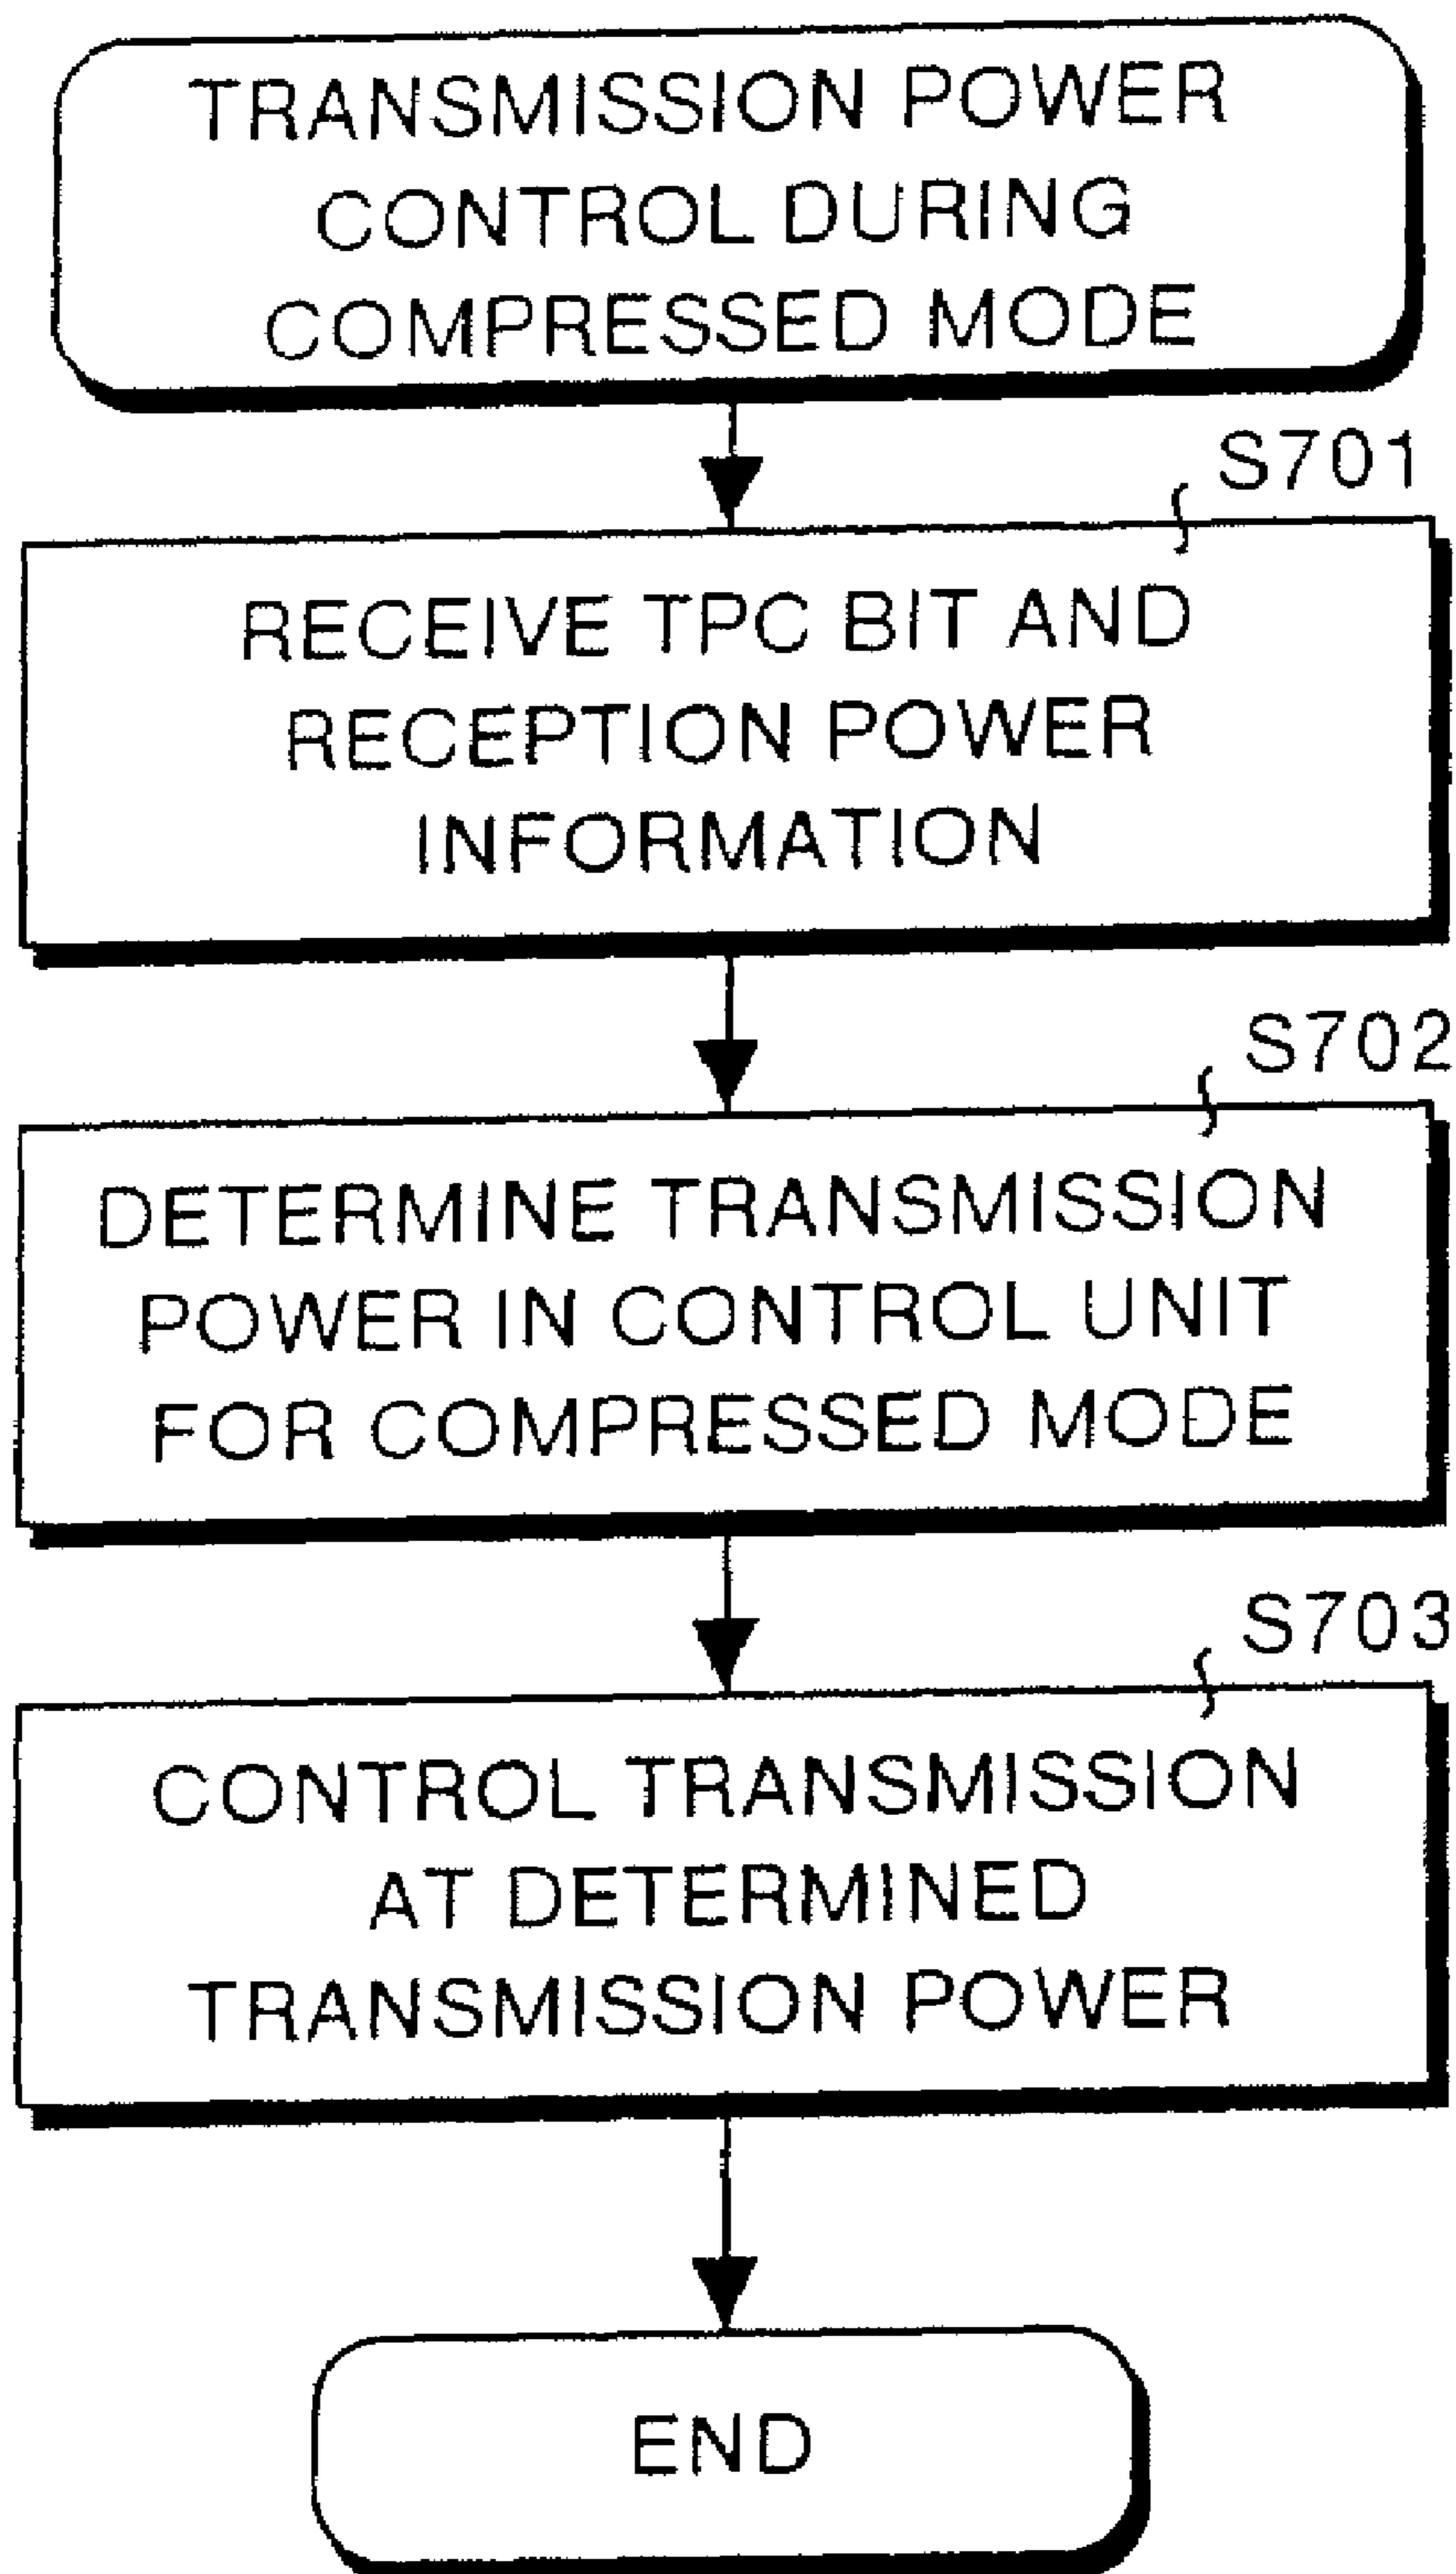 TRANSMISSION POWER
CONTROL DURING
COMPRESSED MODE
S701
RECEIVE TPC BIT AND
RECEPTION POWER
INFORMATION
S702
DETERMINE TRANSMISSION
POWER IN CONTROL UNIT
FOR COMPRESSED MODE
S703
CONTROL TRANSMISSION
AT DETERMINED
TRANSMISSION POWER
END